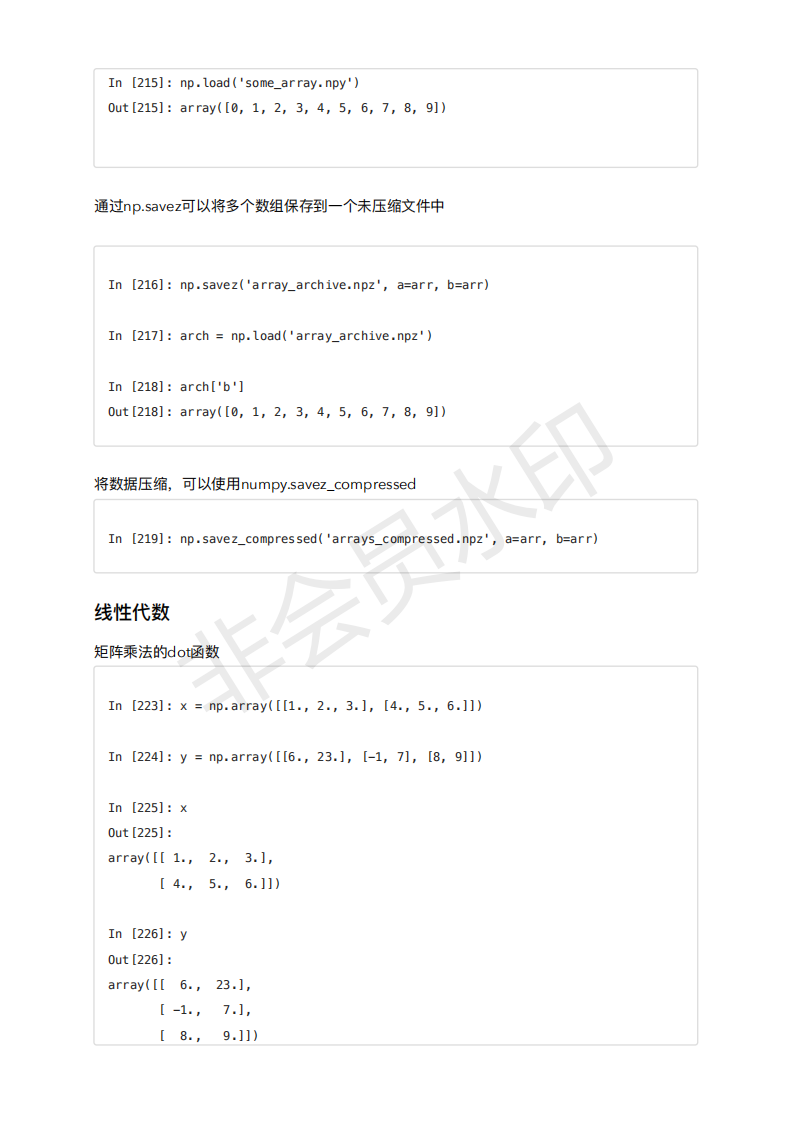 In [215]: np.load('some_array.npy')
Out[215]: array([0, 1, 2, 3, 4, 5, 6, 7, 8, 9])
通过np.savez可以将多个数组保存到一个未压缩文件中
In [216]: np.savez('array_archive.npz', a=arr, b=arr)
In [217]: arch = np.load('array_archive.npz')
In [218]: arch['b']
Out[218]: array([0, 1, 2, 3, 4, 5, 6, 7, 8, 9])
将数据压缩，可以使用numpy.savez_compressed
In [219]: np.savez_compressed('arrays_compressed.npz', a=arr, b=arr)
线性代数
矩阵乘法的dot函数
In [223]: x = np.array([[1., 2., 3.], [4., 5., 6.]])
In [224]: y = np.array([[6., 23.], [-1, 7], [8, 9]])
In [225]: x
Out[225]:
array([[ 1.,  2.,  3.],
       [ 4.,  5.,  6.]])
In [226]: y
Out[226]:
array([[  6.,  23.],
       [ -1.,   7.],
       [  8.,   9.]])
非会员水印